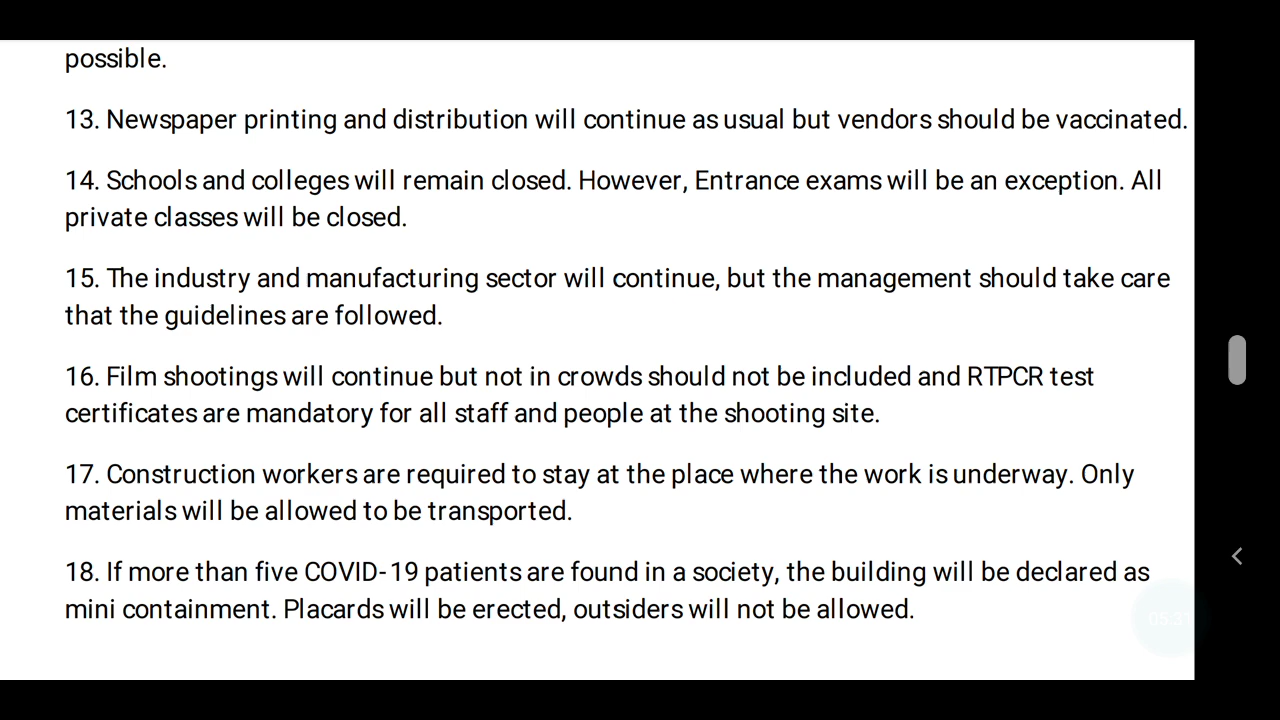 possible.
13. Newspaper printing and distribution will continue as usual but vendors should be vaccinated.
14. Schools and colleges will remain closed. However, Entrance exams will be an exception. All
private classes will be closed.
15. The industry and manufacturing sector will continue, but the management should take care
that the guidelines are followed.
16. Film shootings will continue but not in crowds should not be included and RTPCR test
certificates are mandatory for all staff and people at the shooting site.
17. Construction workers are required to stay at the place where the work is underway. Only
materials will be allowed to be transported.
18. If more than five COVID-19 patients are found in a society, the building will be declared as
mini containment. Placards will be erected, outsiders will not be allowed.